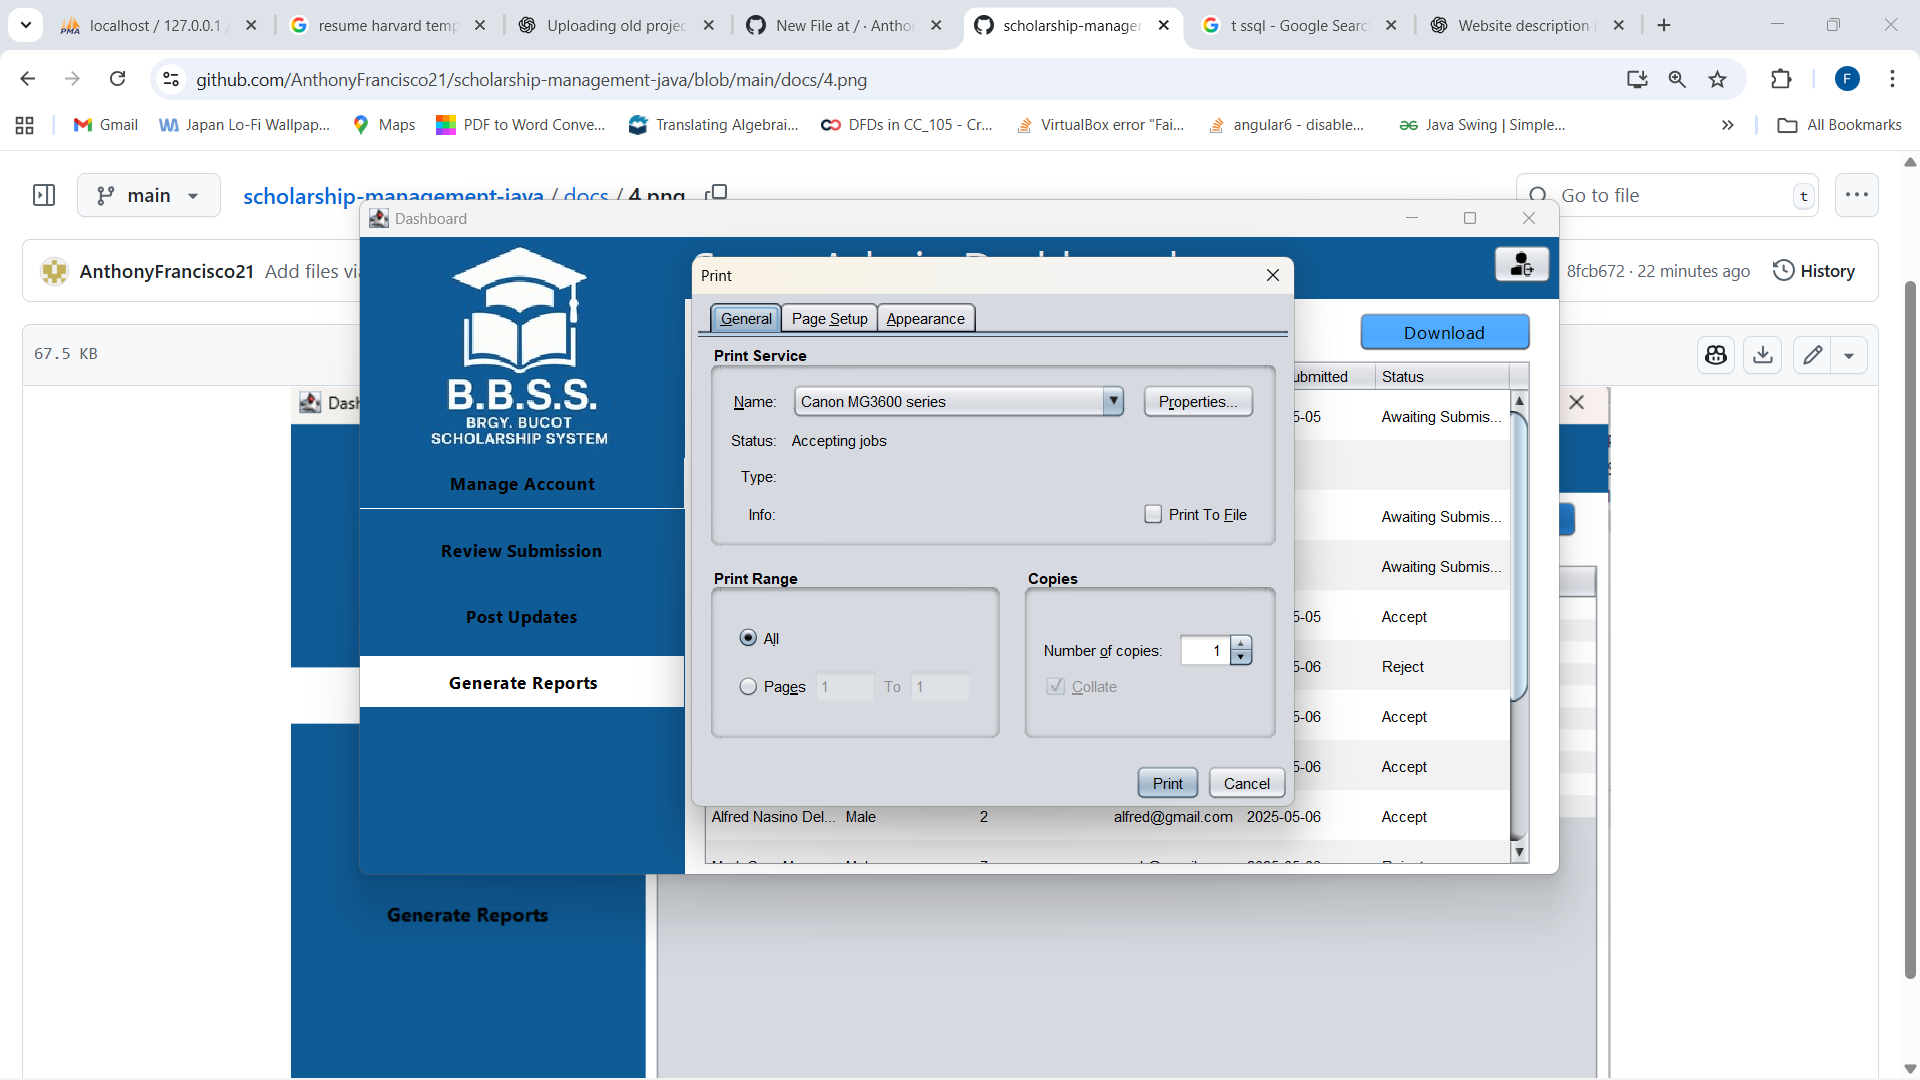 localhost / 127.0.0.1 /
resume harvard temp
Uploading old projec
New File at / · Anthon
scholarship-manager
t ssql - Google Searc
Website description i
github.com/AnthonyFrancisco21/scholarship-management-java/blob/main/docs/4.png
F
Gmail
Japan Lo-Fi Wallpap...
Maps
PDF to Word Conve...
Translating Algebrai...
DFDs in CC_105 - Cr...
VirtualBox error "Fai...
angular6 - disable...
Java Swing | Simple...
All Bookmarks
main
scholarship-management-java / docs / 4.png
Go to file
t
Dashboard
AnthonyFrancisco21 Add files via
8fcb672 · 22 minutes ago
History
67.5 KB
Dash
B.B.S.S.
BRGY. BUCOT
SCHOLARSHIP SYSTEM
Manage Account
Review Submission
Post Updates
Generate Reports
Download
Print
General
Page Setup
Appearance
Print Service
Name: Canon MG3600 series
Properties...
Status: Accepting jobs
Type:
Info:
Print To File
Print Range
All
Pages 1 To 1
Copies
Number of copies: 1
Collate
Print
Cancel
ubmitted Status
5-05 Awaiting Submis...
Awaiting Submis...
Awaiting Submis...
5-05 Accept
5-06 Reject
5-06 Accept
5-06 Accept
Alfred Nasino Del... Male 2 alfred@gmail.com 2025-05-06 Accept
Generate Reports